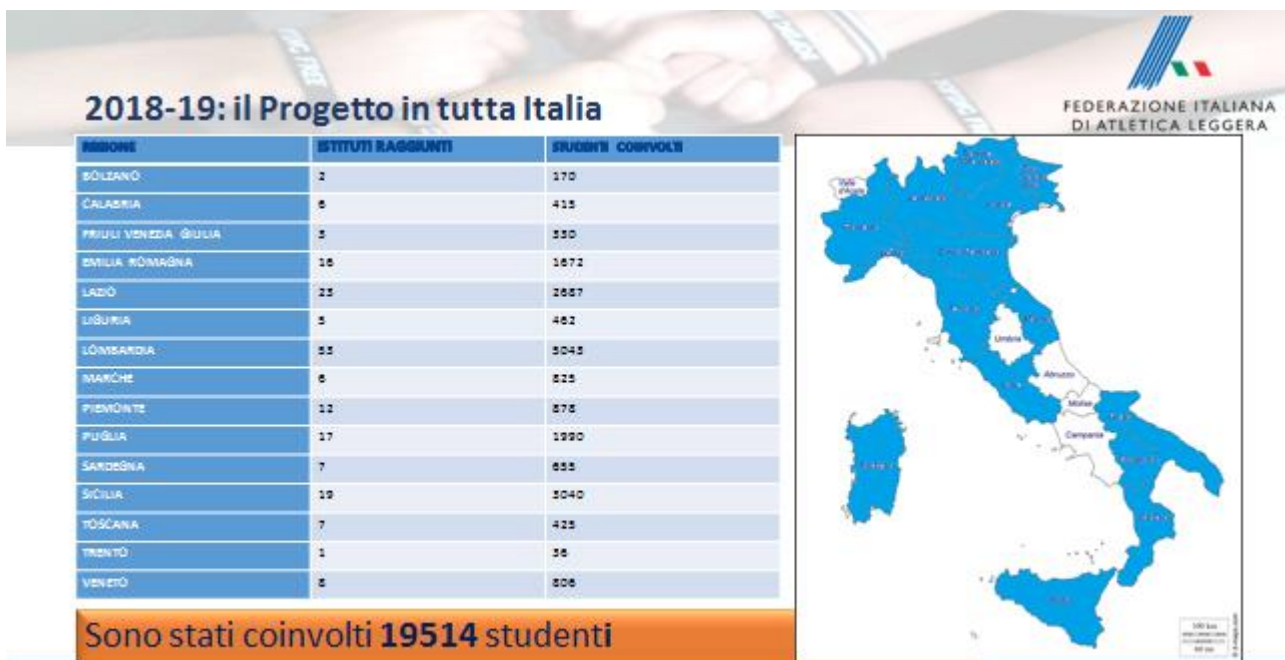 FEDERAZIONE ITALIANA
DI ATLETICA LEGGERA
2018-19: il Progetto in tutta Italia
REGIONE ISTITUTI RAGGIUNTI STUDENTI COINVOLTI
BOLZANO 2 170
CALABRIA 6 415
FRIULI VENEZIA GIULIA 3 330
EMILIA ROMAGNA 16 1672
LAZIO 23 2687
LIGURIA 5 462
LOMBARDIA 53 5043
MARCHE 6 825
PIEMONTE 12 878
PUGLIA 17 1990
SARDEGNA 7 655
SICILIA 19 3040
TOSCANA 7 425
TRENTO 1 36
VENETO 8 806
Sono stati coinvolti 19514 studenti
Valle
d'Aosta
Umbria
Abruzzo
Molise
Campania